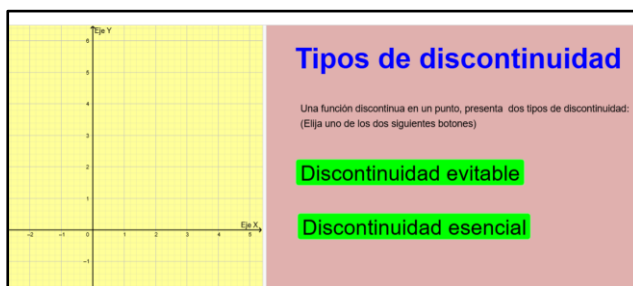 Eje Y
6
5
4
3
2
1
-2 -1 0 1 2 3 4 5
Eje X
-1
Tipos de discontinuidad
Una función discontinua en un punto, presenta dos tipos de discontinuidad:
(Elija uno de los dos siguientes botones)
Discontinuidad evitable
Discontinuidad esencial